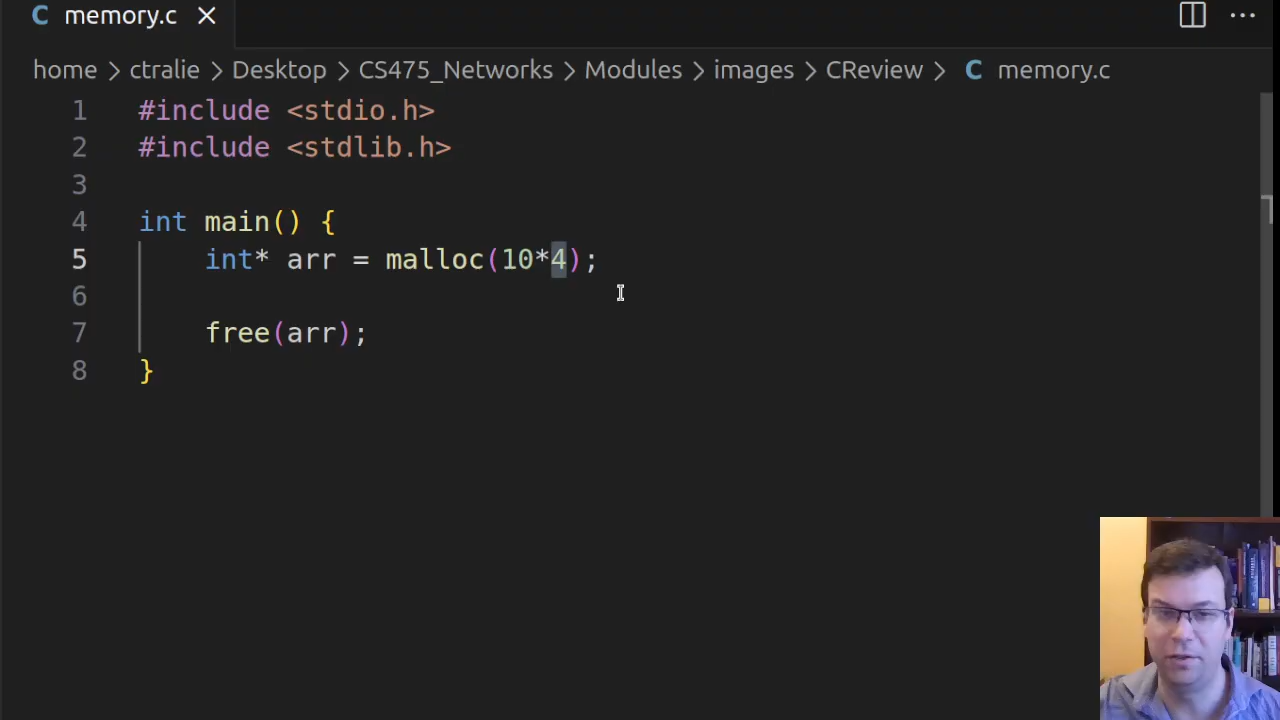 C memory.c ×
home > ctralie > Desktop > CS475_Networks > Modules > images > CReview > C memory.c
1 #include <stdio.h>
2 #include <stdlib.h>
3
4 int main() {
5     int* arr = malloc(10*4);
6
7     free(arr);
8 }